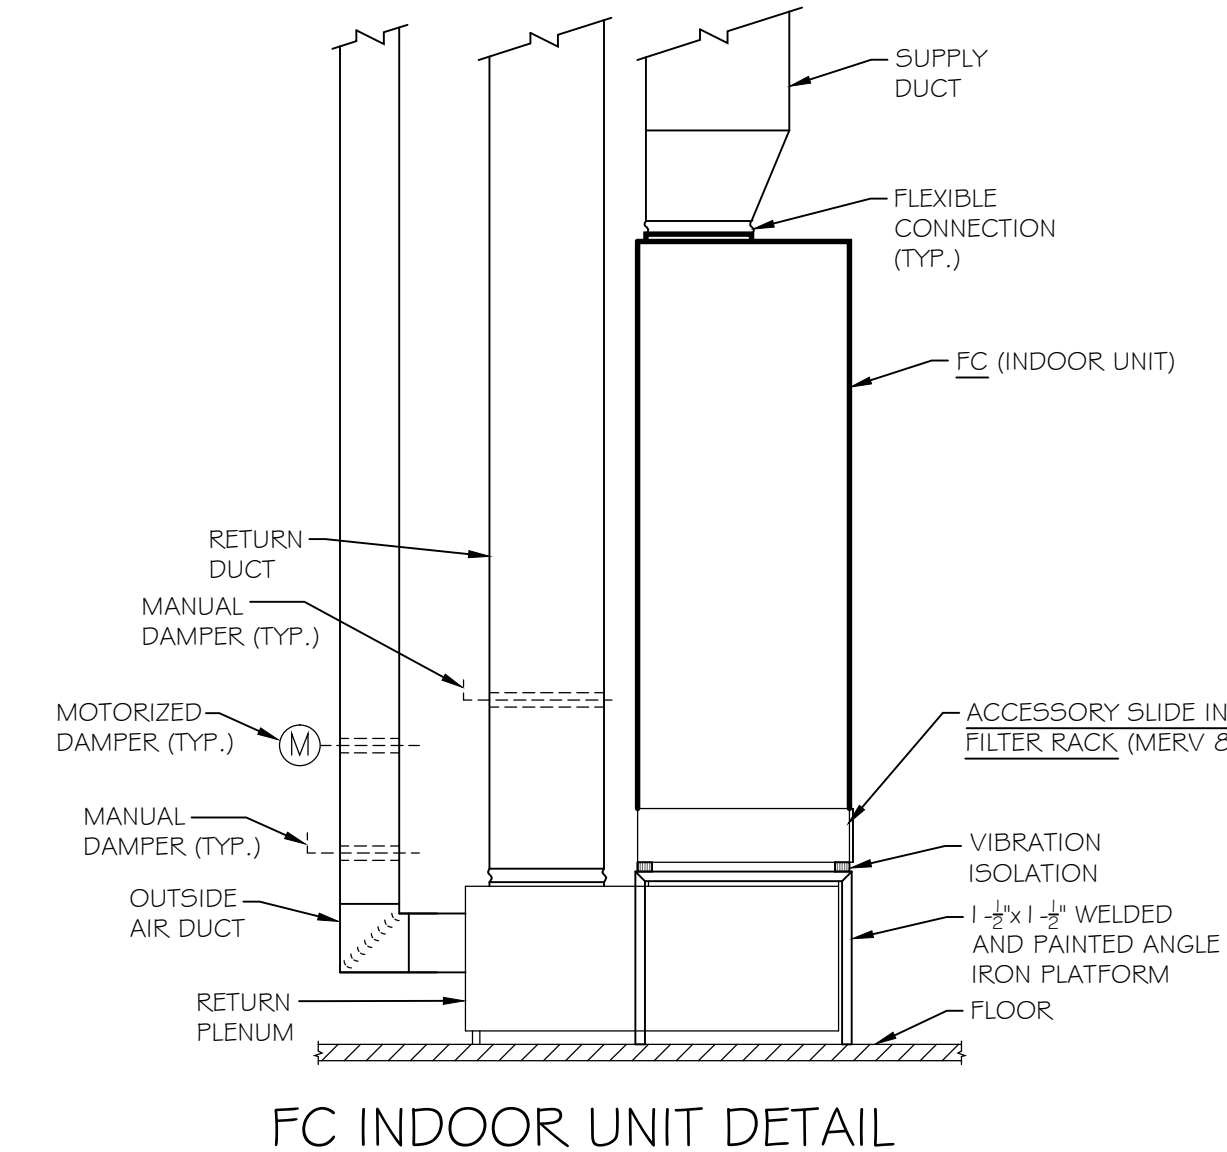 SUPPLY
DUCT
FLEXIBLE
CONNECTION
(TYP.)
FC (INDOOR UNIT)
RETURN
DUCT
MANUAL
DAMPER (TYP.)
MOTORIZED
DAMPER (TYP.)
M
ACCESSORY SLIDE IN
FILTER RACK (MERV 8
MANUAL
DAMPER (TYP.)
VIBRATION
ISOLATION
OUTSIDE
AIR DUCT
1-½"x1-½" WELDED
AND PAINTED ANGLE
IRON PLATFORM
RETURN
PLENUM
FLOOR
FC INDOOR UNIT DETAIL